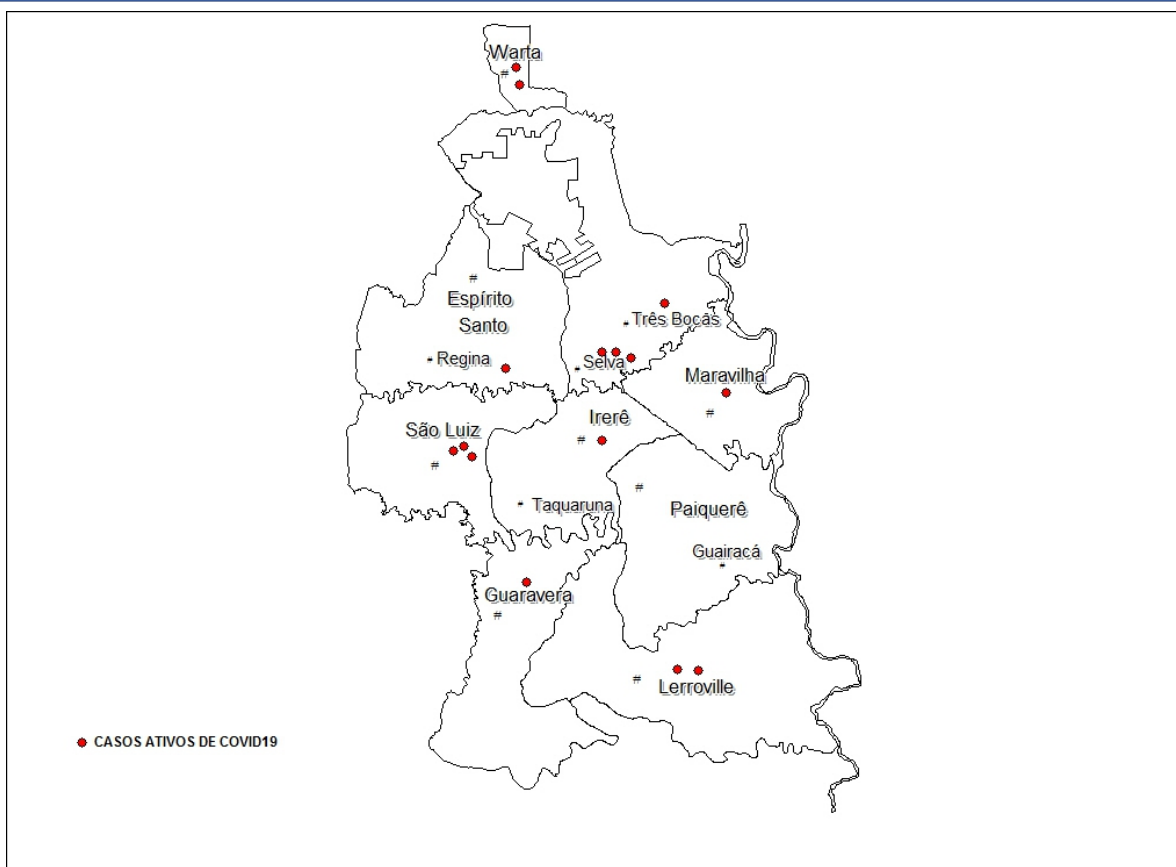 Warta
Espírito
Santo
Três Bocas
Regina
Selva
Maravilha
São Luiz
Irerê
Taquaruna
Paiquerê
Guairacá
Guaravera
Lerroville
CASOS ATIVOS DE COVID19